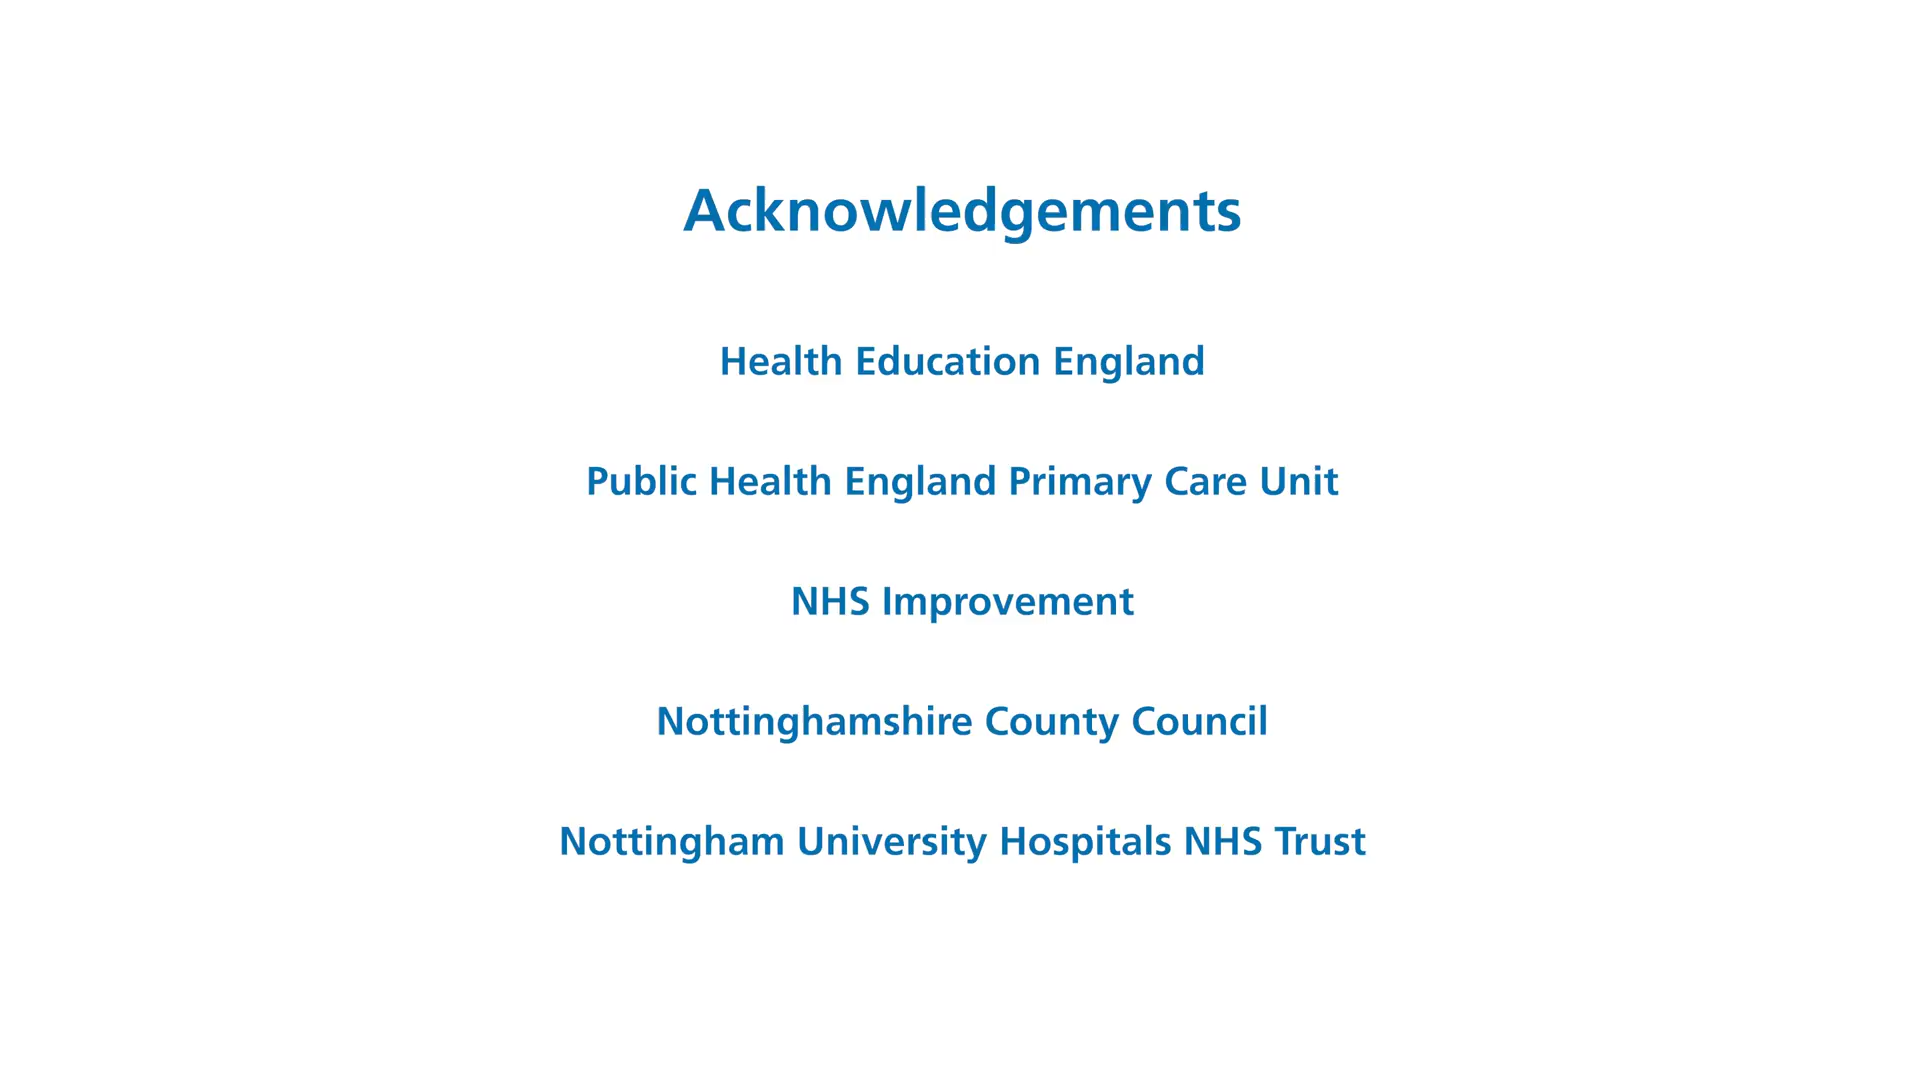 Acknowledgements
Health Education England
Public Health England Primary Care Unit
NHS Improvement
Nottinghamshire County Council
Nottingham University Hospitals NHS Trust